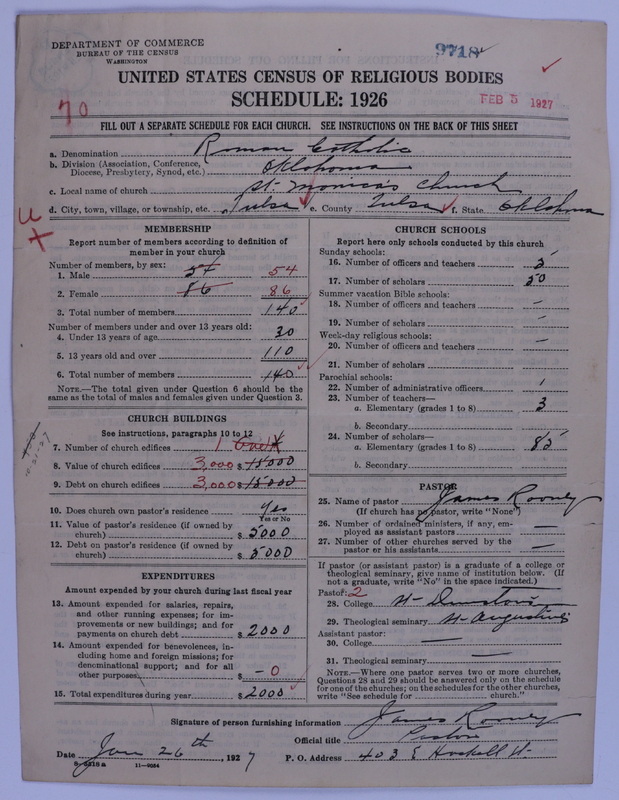 DEPARTMENT OF COMMERCE
BUREAU OF THE CENSUS
WASHINGTON
9718
UNITED STATES CENSUS OF RELIGIOUS BODIES
SCHEDULE: 1926
70
FEB 5 1927
FILL OUT A SEPARATE SCHEDULE FOR EACH CHURCH. SEE INSTRUCTIONS ON THE BACK OF THIS SHEET
a. Denomination Roman Catholic
b. Division (Association, Conference, Diocese, Presbytery, Synod, etc.) Oklahoma
c. Local name of church St. Monica's Church
d. City, town, village, or township, etc. Tulsa e. County Tulsa f. State Oklahoma
MEMBERSHIP
Report number of members according to definition of
member in your church
Number of members, by sex:
1. Male 54 54
2. Female 86 86
3. Total number of members 140
Number of members under and over 13 years old:
4. Under 13 years of age 30
5. 13 years old and over 110
6. Total number of members 140
NOTE.—The total given under Question 6 should be the
same as the total of males and females given under Question 3.
CHURCH BUILDINGS
See instructions, paragraphs 10 to 12
7. Number of church edifices 1
8. Value of church edifices 3,000 $ 15000
9. Debt on church edifices 3,000 $ 15000
10. Does church own pastor's residence yes
Yes or No
11. Value of pastor's residence (if owned by
church) $ 5000
12. Debt on pastor's residence (if owned by
church) $ 5000
EXPENDITURES
Amount expended by your church during last fiscal year
13. Amount expended for salaries, repairs,
and other running expenses; for im-
provements or new buildings; and for
payments on church debt $ 2000
14. Amount expended for benevolences, in-
cluding home and foreign missions; for
denominational support; and for all
other purposes $ — 0
15. Total expenditures during year $ 2000
CHURCH SCHOOLS
Report here only schools conducted by this church
Sunday schools:
16. Number of officers and teachers 3
17. Number of scholars 50
Summer vacation Bible schools:
18. Number of officers and teachers —
19. Number of scholars —
Week-day religious schools:
20. Number of officers and teachers —
21. Number of scholars
Parochial schools:
22. Number of administrative officers 1
23. Number of teachers—
a. Elementary (grades 1 to 8) 3
b. Secondary
24. Number of scholars—
a. Elementary (grades 1 to 8) 85
b. Secondary
PASTOR
25. Name of pastor James Rooney
(If church has no pastor, write "None")
26. Number of ordained ministers, if any, em-
ployed as assistant pastors —
27. Number of other churches served by the
pastor or his assistants —
If pastor (or assistant pastor) is a graduate of a college or
theological seminary, give name of institution below. (If
not a graduate, write "No" in the space indicated.)
Pastor: 2
28. College St. Dunstan's
29. Theological seminary St. Augustine's
Assistant pastor:
30. College —
31. Theological seminary —
NOTE.—Where one pastor serves two or more churches,
Questions 28 and 29 should be answered only on the schedule
for one of the churches; on the schedules for the other churches,
write "See schedule for church."
Signature of person furnishing information James Rooney
Official title Pastor
Date Jan 26th, 1927 P. O. Address 403 E Haskell St.
8-2318a 11-9084